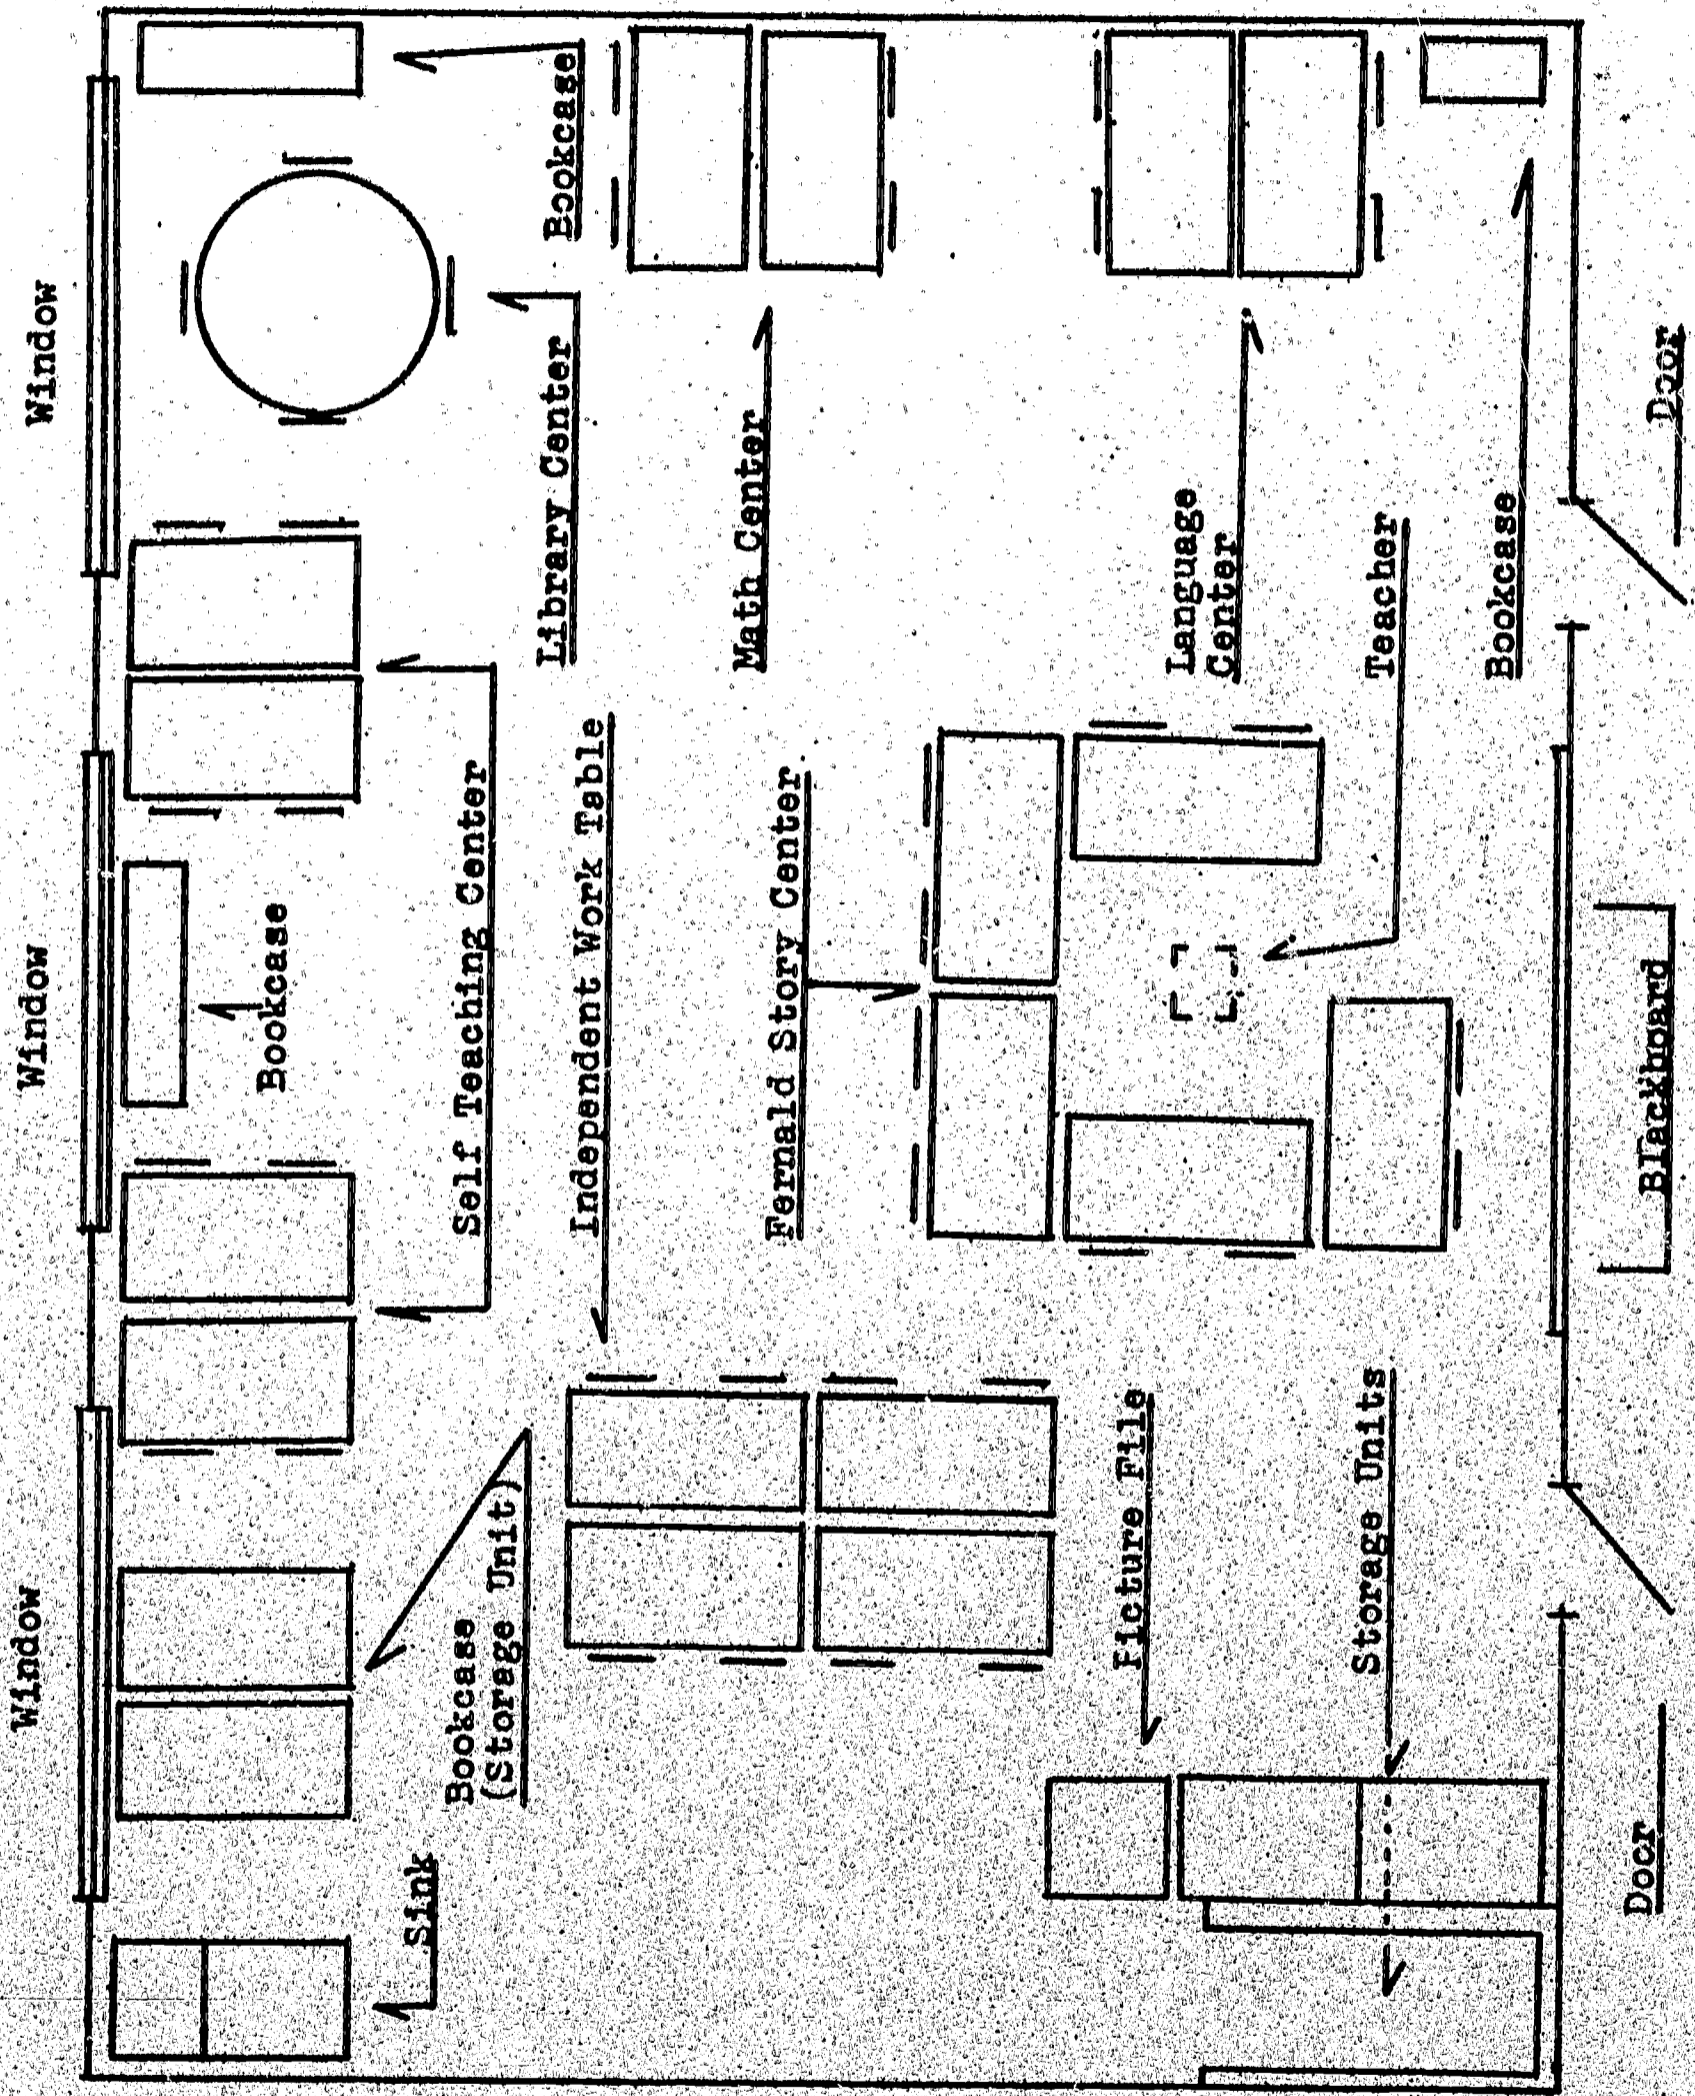 Window
Window
Window
Bookcase
Bookcase
Sink
Bookcase
(Storage Unit)
Self Teaching Center
Library Center
Independent Work Table
Math Center
Fernald Story Center
Picture File
Language
Center
Storage Units
Teacher
Bookcase
Door
Blackboard
Door